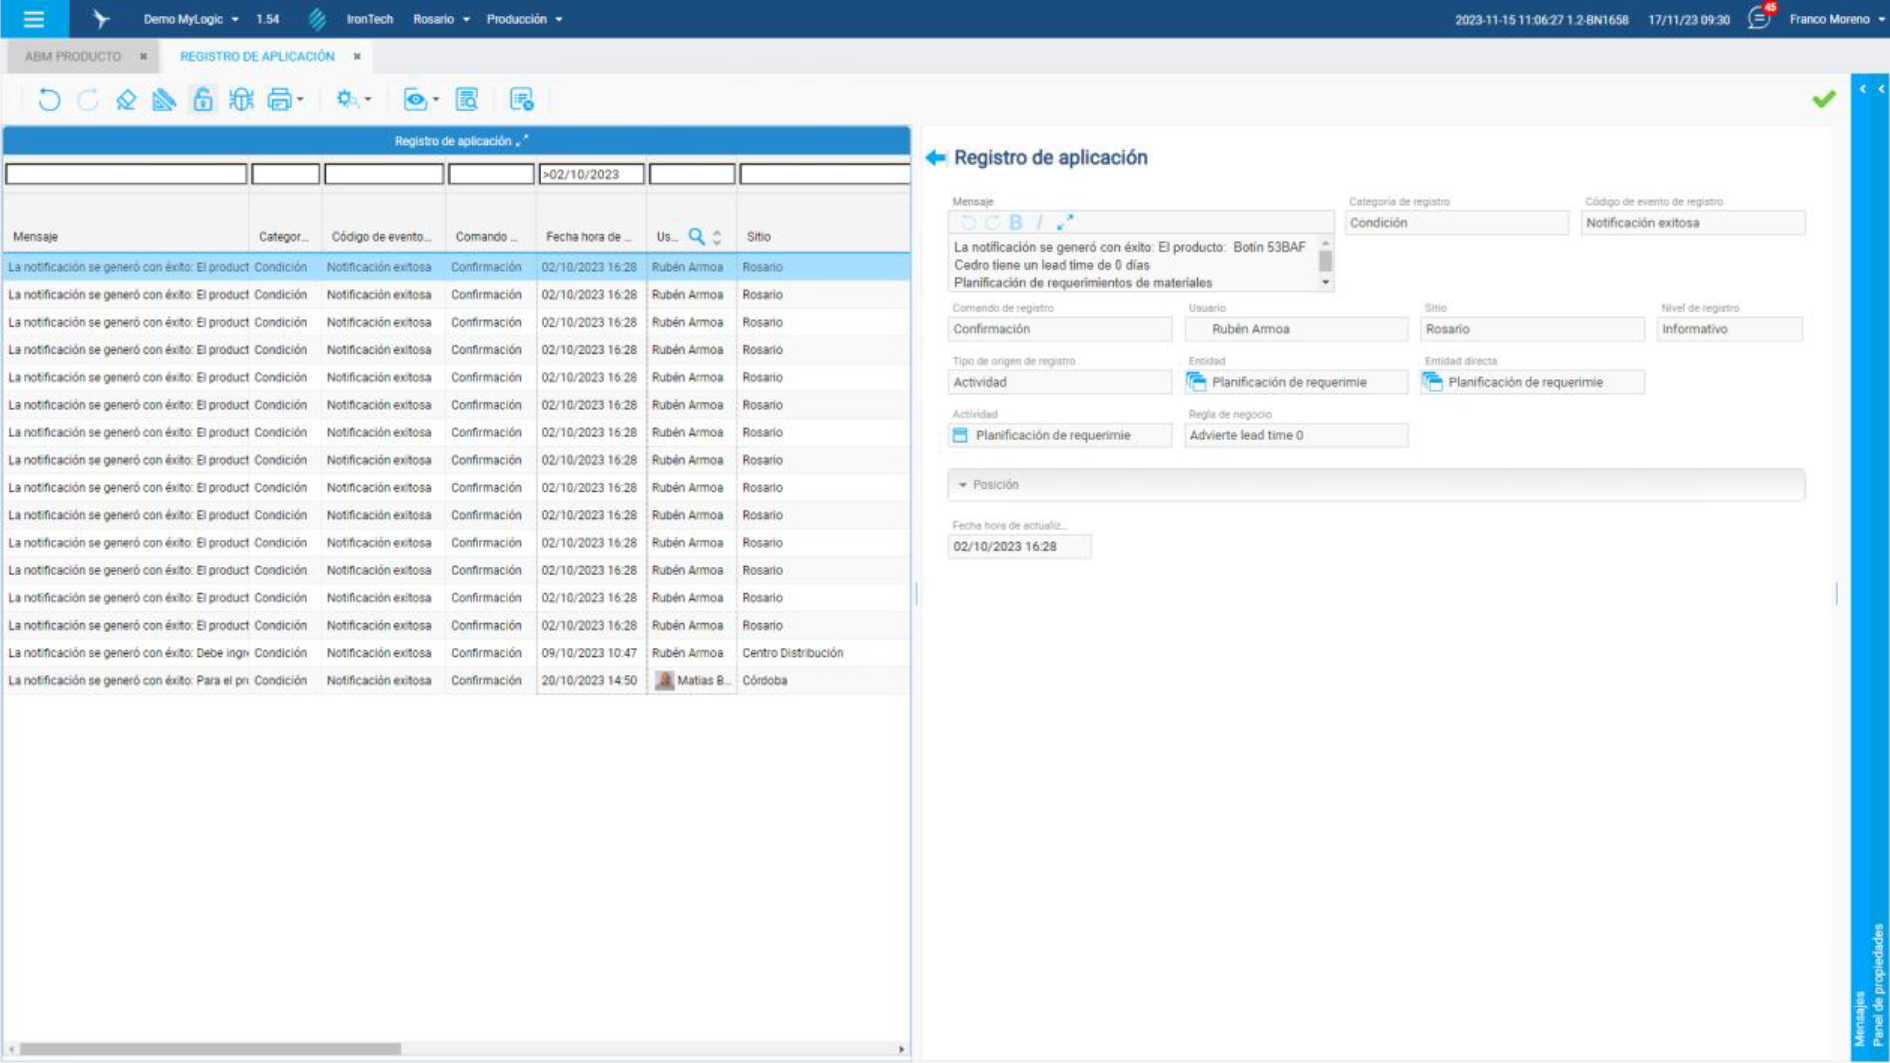 Demo MyLogic 1.54 IronTech Rosario Producción 2023-11-15 11:06:27 1.2-BN1658 17/11/23 09:30 45 Franco Moreno
ABM PRODUCTO REGISTRO DE APLICACIÓN
Registro de aplicación
>02/10/2023
Mensaje Categor... Código de evento... Comando ... Fecha hora de ... Us... Sitio
La notificación se generó con éxito: El product Condición Notificación exitosa Confirmación 02/10/2023 16:28 Rubén Armoa Rosario
La notificación se generó con éxito: El product Condición Notificación exitosa Confirmación 02/10/2023 16:28 Rubén Armoa Rosario
La notificación se generó con éxito: El product Condición Notificación exitosa Confirmación 02/10/2023 16:28 Rubén Armoa Rosario
La notificación se generó con éxito: El product Condición Notificación exitosa Confirmación 02/10/2023 16:28 Rubén Armoa Rosario
La notificación se generó con éxito: El product Condición Notificación exitosa Confirmación 02/10/2023 16:28 Rubén Armoa Rosario
La notificación se generó con éxito: El product Condición Notificación exitosa Confirmación 02/10/2023 16:28 Rubén Armoa Rosario
La notificación se generó con éxito: El product Condición Notificación exitosa Confirmación 02/10/2023 16:28 Rubén Armoa Rosario
La notificación se generó con éxito: El product Condición Notificación exitosa Confirmación 02/10/2023 16:28 Rubén Armoa Rosario
La notificación se generó con éxito: El product Condición Notificación exitosa Confirmación 02/10/2023 16:28 Rubén Armoa Rosario
La notificación se generó con éxito: El product Condición Notificación exitosa Confirmación 02/10/2023 16:28 Rubén Armoa Rosario
La notificación se generó con éxito: El product Condición Notificación exitosa Confirmación 02/10/2023 16:28 Rubén Armoa Rosario
La notificación se generó con éxito: El product Condición Notificación exitosa Confirmación 02/10/2023 16:28 Rubén Armoa Rosario
La notificación se generó con éxito: El product Condición Notificación exitosa Confirmación 02/10/2023 16:28 Rubén Armoa Rosario
La notificación se generó con éxito: El product Condición Notificación exitosa Confirmación 02/10/2023 16:28 Rubén Armoa Rosario
La notificación se generó con éxito: Debe ingr Condición Notificación exitosa Confirmación 09/10/2023 10:47 Rubén Armoa Centro Distribución
La notificación se generó con éxito: Para el pr Condición Notificación exitosa Confirmación 20/10/2023 14:50 Matias B... Córdoba
Registro de aplicación
Mensaje Categoría de registro Código de evento de registro
B I Condición Notificación exitosa
La notificación se generó con éxito: El producto: Botín 53BAF
Cedro tiene un lead time de 0 días
Planificación de requerimientos de materiales
Comando de registro Usuario Sitio Nivel de registro
Confirmación Rubén Armoa Rosario Informativo
Tipo de origen de registro Entidad Entidad directa
Actividad Planificación de requerimie Planificación de requerimie
Actividad Regla de negocio
Planificación de requerimie Advierte lead time 0
Posición
Fecha hora de actualiz...
02/10/2023 16:28
Mensajes
Panel de propiedades